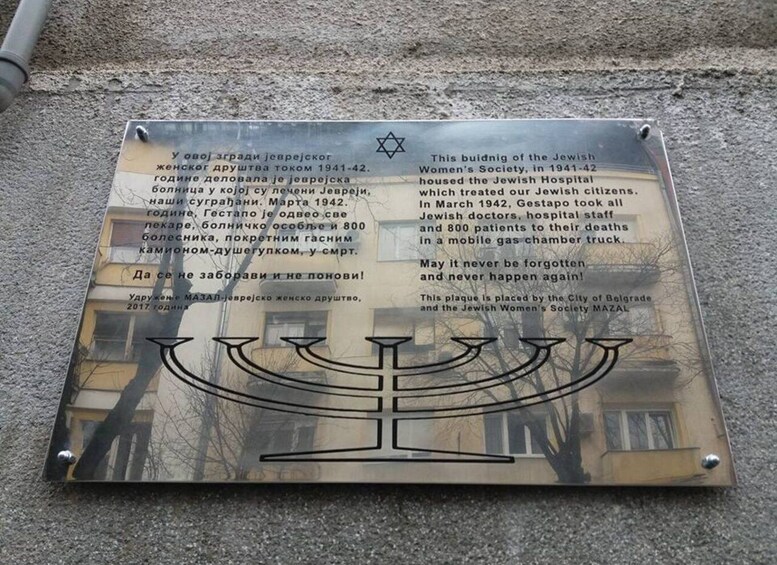 У овој згради јеврејског
женског друштва током 1941-42.
године деловала је јеврејска
болница у којој су лечени Јевреји,
наши суграђани. Марта 1942.
године, Гестапо је одвео све
лекаре, болничко особље и 800
болесника, покретним гасним
камионом-душегупком, у смрт.
Да се не заборави и не понови!
Удружење МАЗАЛ-јеврејско женско друштво,
2017 година
This buidnig of the Jewish
Women's Society, in 1941-42
housed the Jewish Hospital
which treated our Jewish citizens.
In March 1942, Gestapo took all
Jewish doctors, hospital staff
and 800 patients to their deaths
in a mobile gas chamber truck.
May it never be forgotten
and never happen again!
This plaque is placed by the City of Belgrade
and the Jewish Women's Society MAZAL